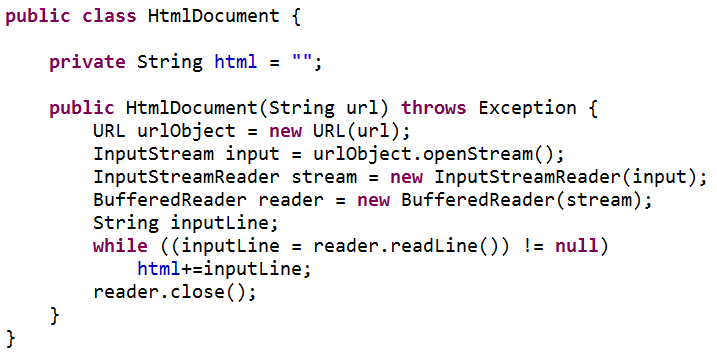 public class HtmlDocument {
    private String html = "";
    public HtmlDocument(String url) throws Exception {
        URL urlObject = new URL(url);
        InputStream input = urlObject.openStream();
        InputStreamReader stream = new InputStreamReader(input);
        BufferedReader reader = new BufferedReader(stream);
        String inputLine;
        while ((inputLine = reader.readLine()) != null)
            html+=inputLine;
        reader.close();
    }
}